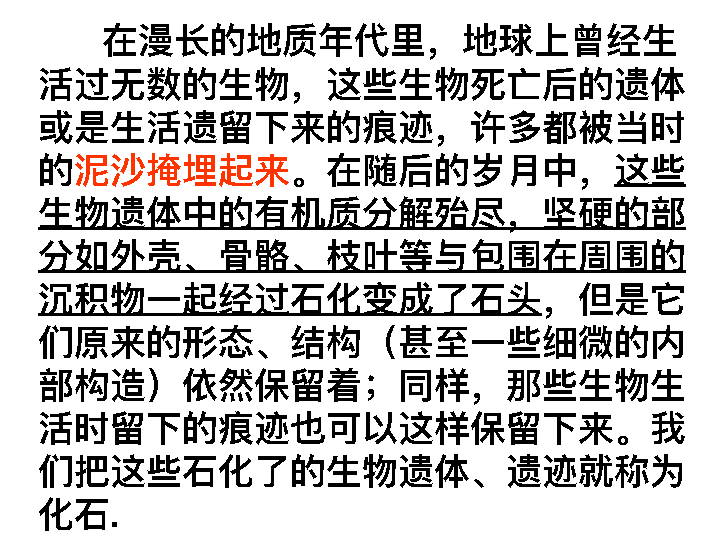 在漫长的地质年代里，地球上曾经生
活过无数的生物，这些生物死亡后的遗体
或是生活遗留下来的痕迹，许多都被当时
的泥沙掩埋起来。在随后的岁月中，这些
生物遗体中的有机质分解殆尽，坚硬的部
分如外壳、骨骼、枝叶等与包围在周围的
沉积物一起经过石化变成了石头，但是它
们原来的形态、结构（甚至一些细微的内
部构造）依然保留着；同样，那些生物生
活时留下的痕迹也可以这样保留下来。我
们把这些石化了的生物遗体、遗迹就称为
化石.